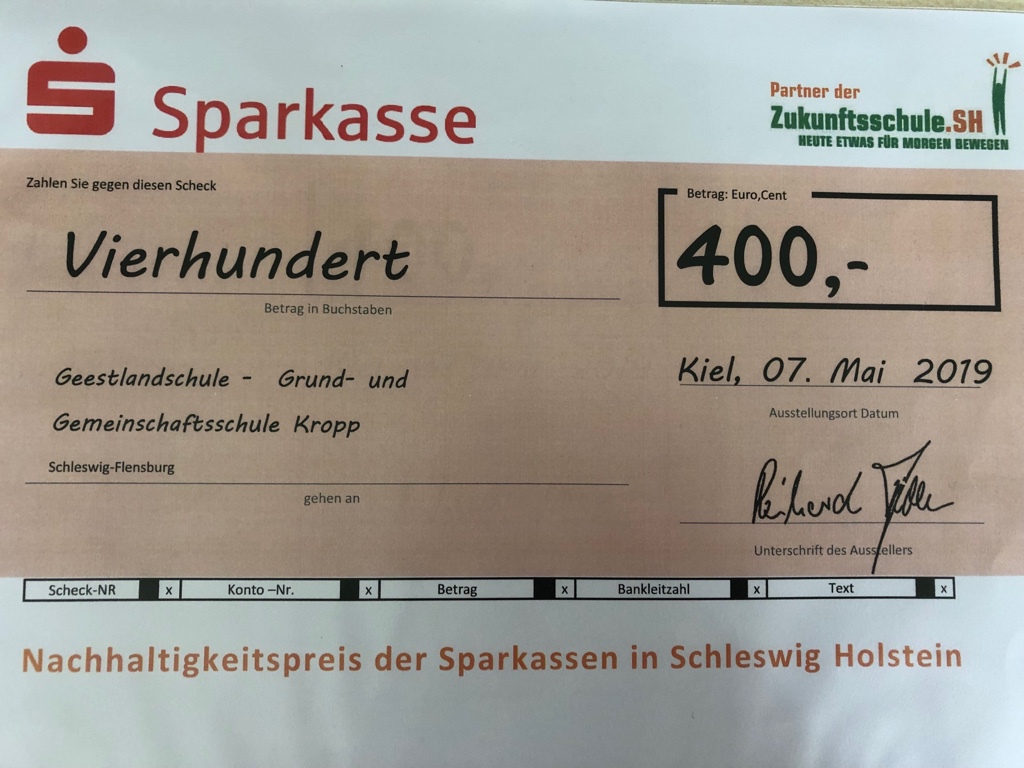 Sparkasse
Partner der
Zukunftsschule.SH
HEUTE ETWAS FÜR MORGEN BEWEGEN
Zahlen Sie gegen diesen Scheck
Betrag: Euro,Cent
Vierhundert
400,-
Betrag in Buchstaben
Geestlandschule - Grund- und
Gemeinschaftsschule Kropp
Kiel, 07. Mai 2019
Ausstellungsort Datum
Schleswig-Flensburg
gehen an
Reinhard
Unterschrift des Ausstellers
Scheck-NR x Konto –Nr. x Betrag x Bankleitzahl x Text x
Nachhaltigkeitspreis der Sparkassen in Schleswig Holstein